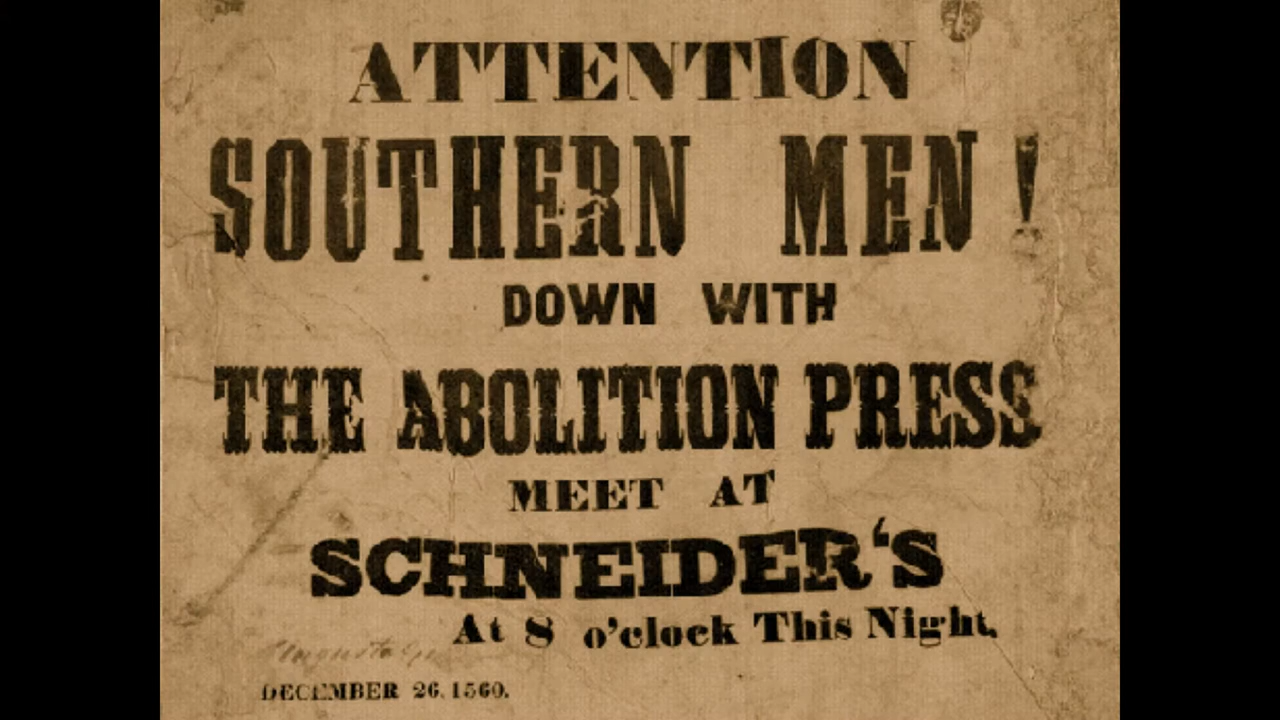 ATTENTION
SOUTHERN MEN!
DOWN WITH
THE ABOLITION PRESS
MEET AT
SCHNEIDER‘S
At 8 o’clock This Night.
DECEMBER 26. 1560.